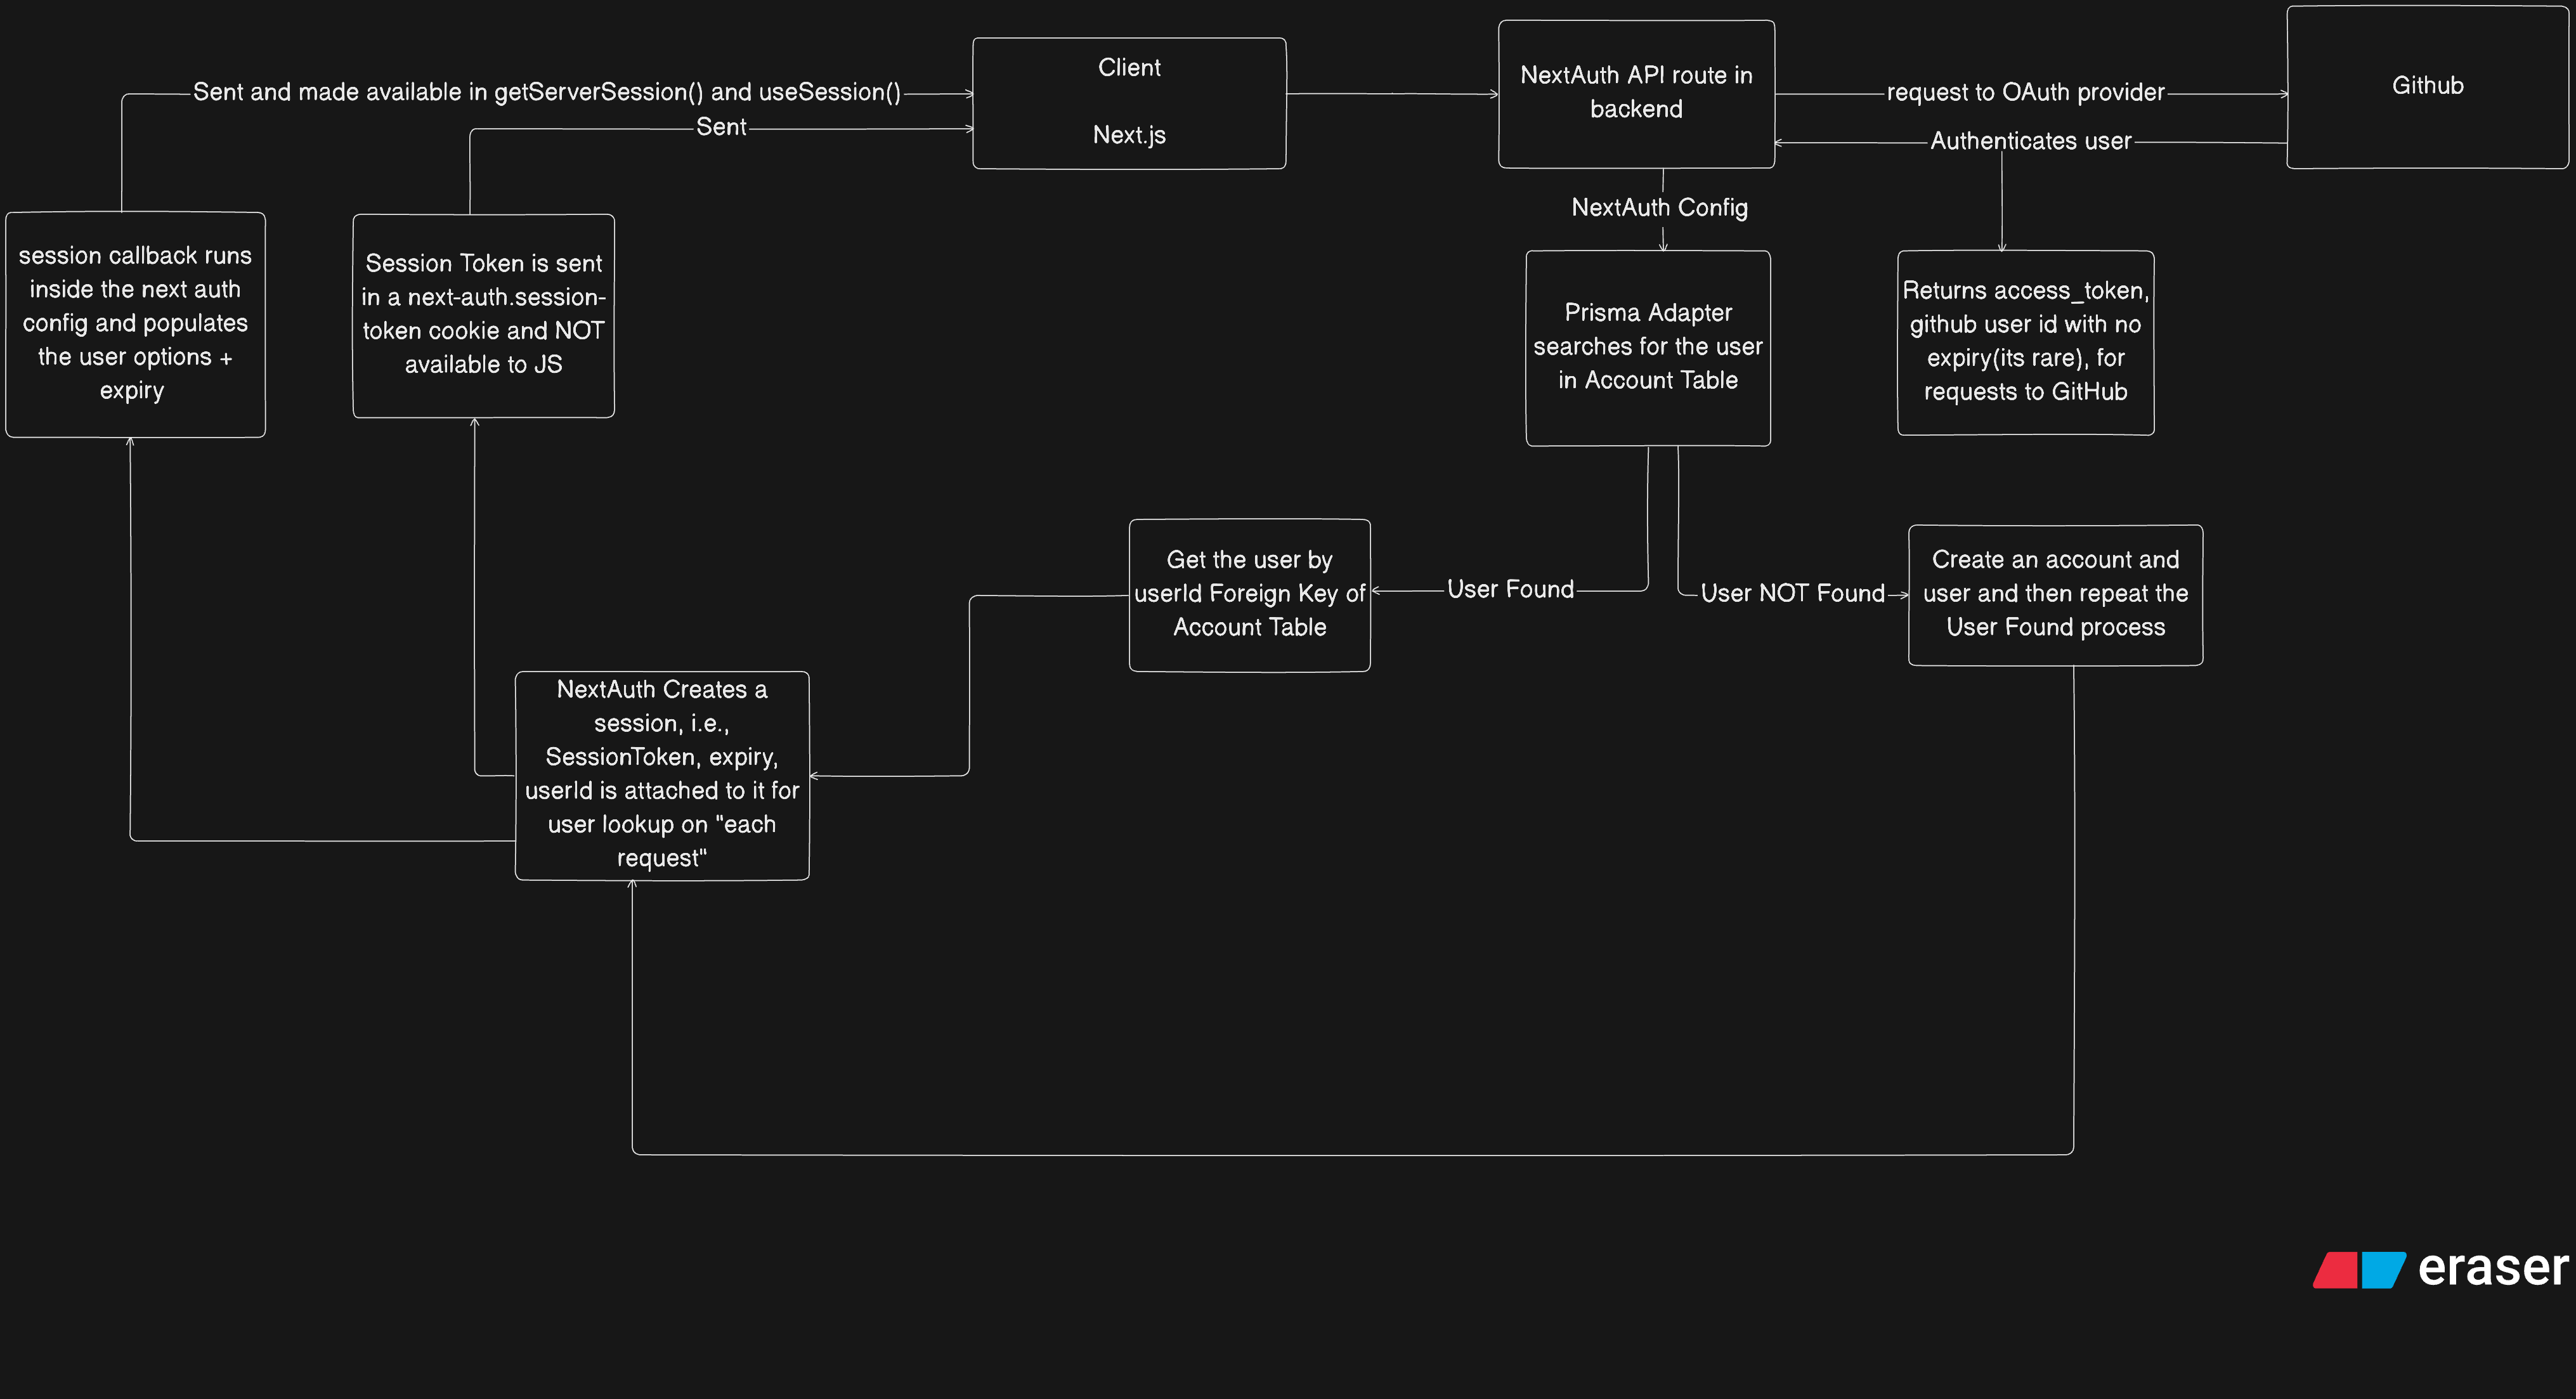 Client
Next.js
NextAuth API route in
backend
Github
Sent and made available in getServerSession() and useSession()
Sent
request to OAuth provider
Authenticates user
NextAuth Config
session callback runs
inside the next auth
config and populates
the user options +
expiry
Session Token is sent
in a next-auth.session-
token cookie and NOT
available to JS
Prisma Adapter
searches for the user
in Account Table
Returns access_token,
github user id with no
expiry(its rare), for
requests to GitHub
Get the user by
userId Foreign Key of
Account Table
User Found
User NOT Found
Create an account and
user and then repeat the
User Found process
NextAuth Creates a
session, i.e.,
SessionToken, expiry,
userId is attached to it for
user lookup on "each
request"
eraser